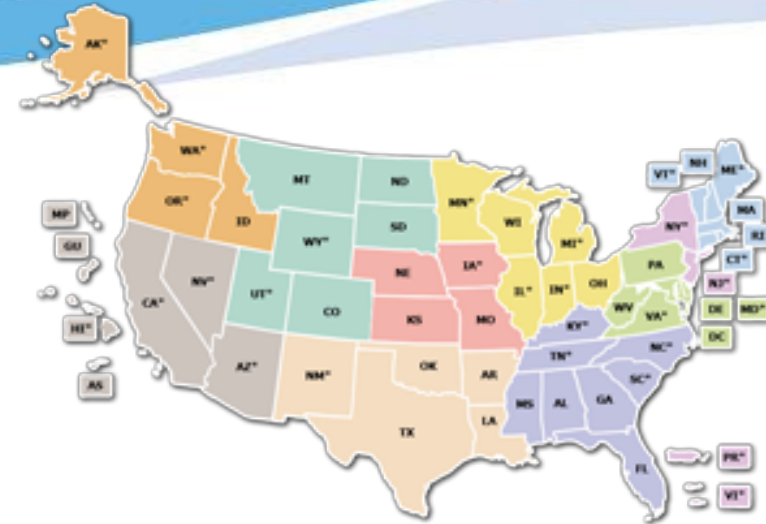 AK*
WA*
MT
ND
MN*
VT*
NH
ME*
OR*
ID
WY*
SD
WI
MI*
NY*
MA
RI
CT*
MP
GU
NV*
UT*
CO
NE
IA*
IL*
IN*
OH
PA
NJ*
CA*
KS
MO
KY*
WV
VA*
DE
MD*
DC
HI*
AZ*
NM*
OK
AR
TN*
NC*
SC*
AS
TX
LA
MS
AL
GA
FL
PR*
VI*